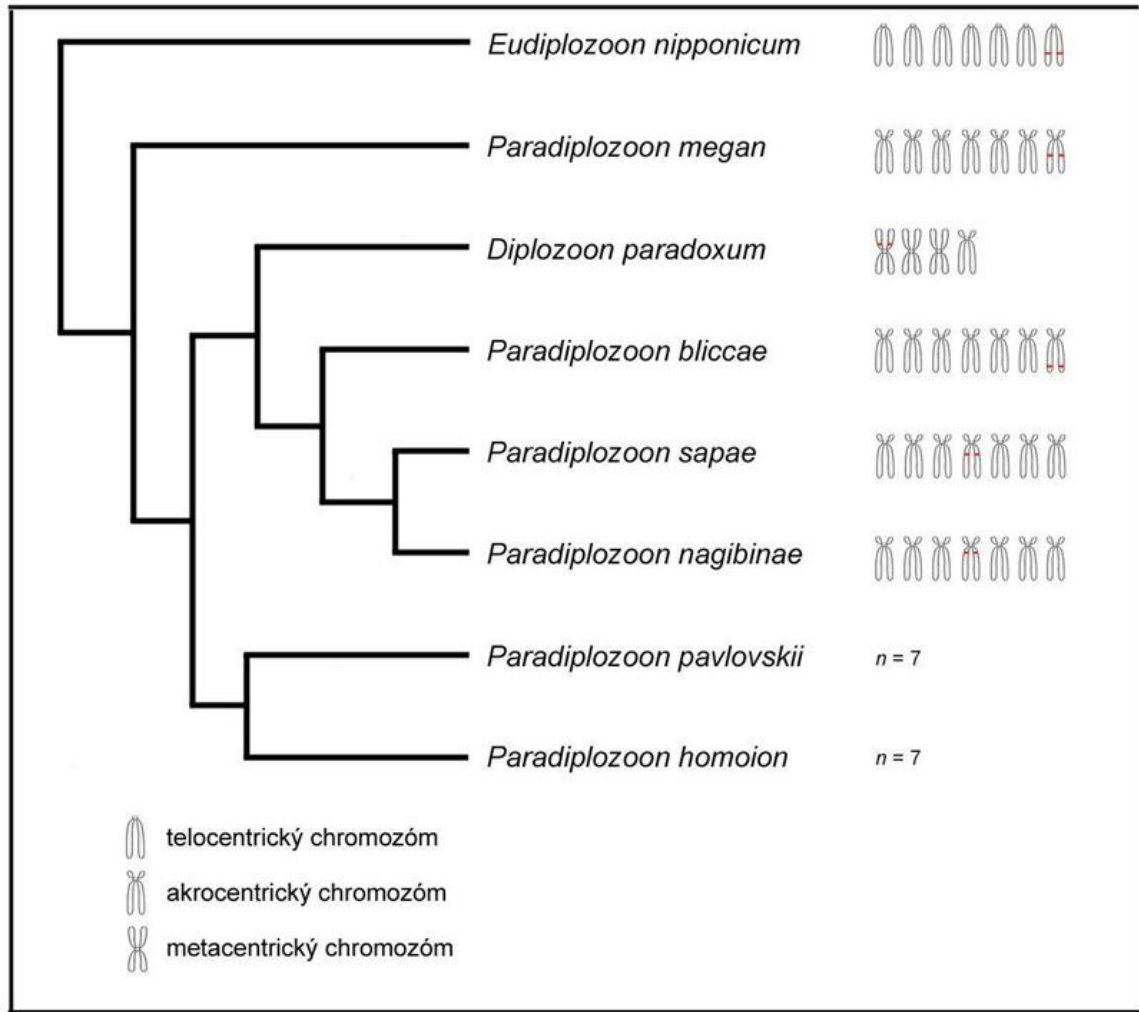 Eudiplozoon nipponicum
Paradiplozoon megan
Diplozoon paradoxum
Paradiplozoon bliccae
Paradiplozoon sapae
Paradiplozoon nagibinae
Paradiplozoon pavlovskii n = 7
Paradiplozoon homoion n = 7
telocentrický chromozóm
akrocentrický chromozóm
metacentrický chromozóm